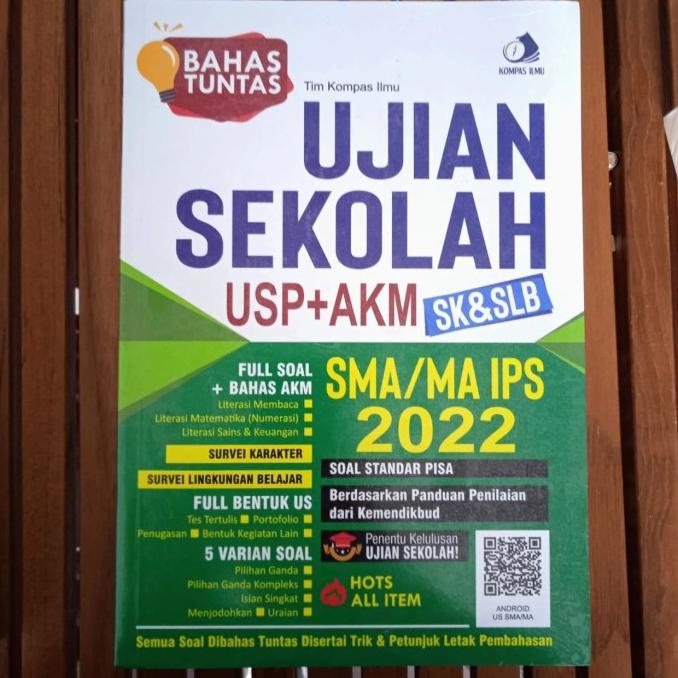 BAHAS
TUNTAS
KOMPAS ILMU
Tim Kompas Ilmu
UJIAN
SEKOLAH
USP+AKM
SK&SLB
FULL SOAL
+ BAHAS AKM
Literasi Membaca
Literasi Matematika (Numerasi)
Literasi Sains & Keuangan
SURVEI KARAKTER
SURVEI LINGKUNGAN BELAJAR
FULL BENTUK US
Tes Tertulis ■ Portofolio
Penugasan ■ Bentuk Kegiatan Lain
5 VARIAN SOAL
Pilihan Ganda
Pilihan Ganda Kompleks
Isian Singkat
Menjodohkan ■ Uraian
SMA/MA IPS
2022
SOAL STANDAR PISA
Berdasarkan Panduan Penilaian
dari Kemendikbud
Penentu Kelulusan
UJIAN SEKOLAH!
HOTS
ALL ITEM
ANDROID
US SMA/MA
Semua Soal Dibahas Tuntas Disertai Trik & Petunjuk Letak Pembahasan